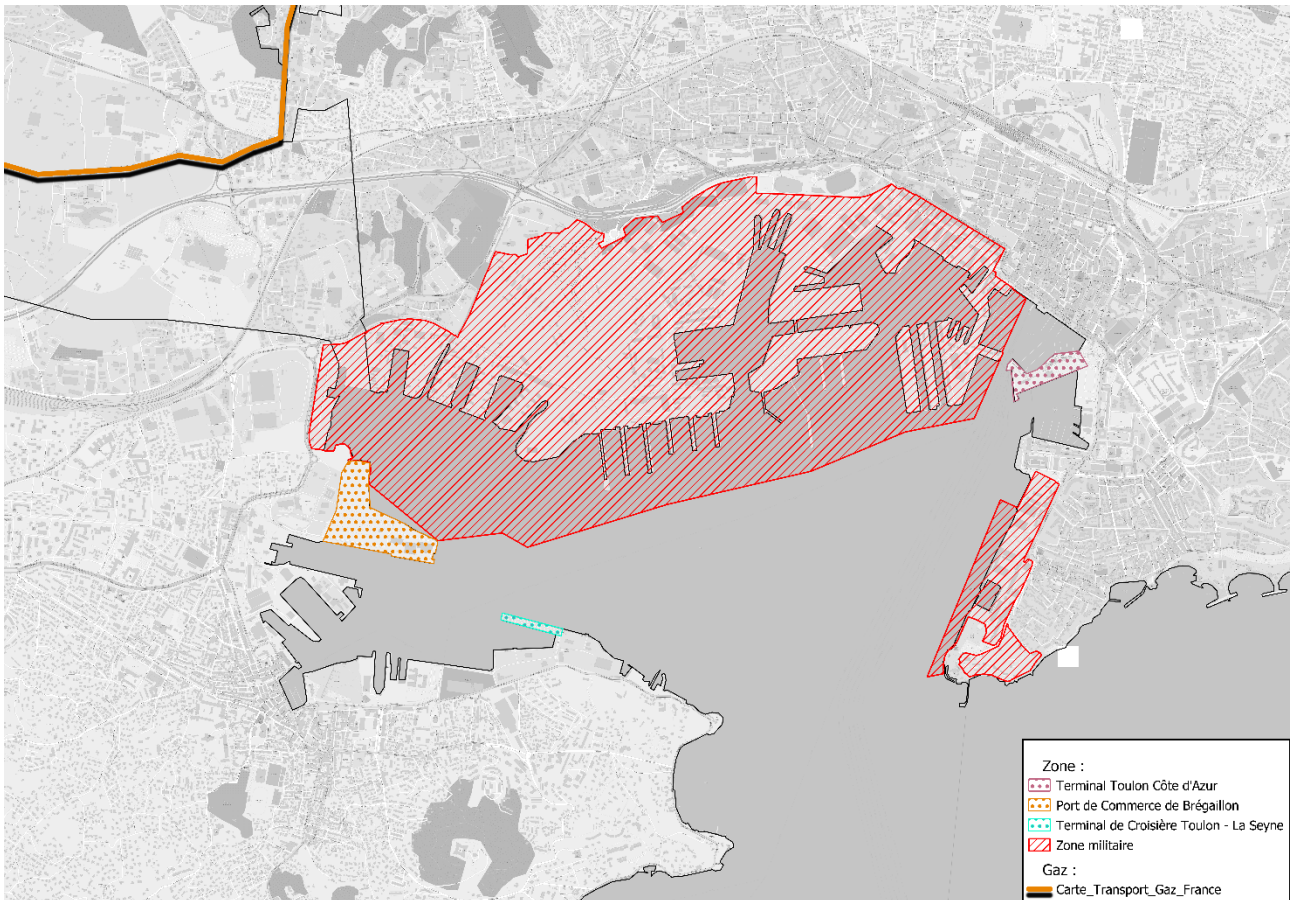 Zone :
Terminal Toulon Côte d'Azur
Port de Commerce de Brégaillon
Terminal de Croisière Toulon - La Seyne
Zone militaire
Gaz :
Carte_Transport_Gaz_France